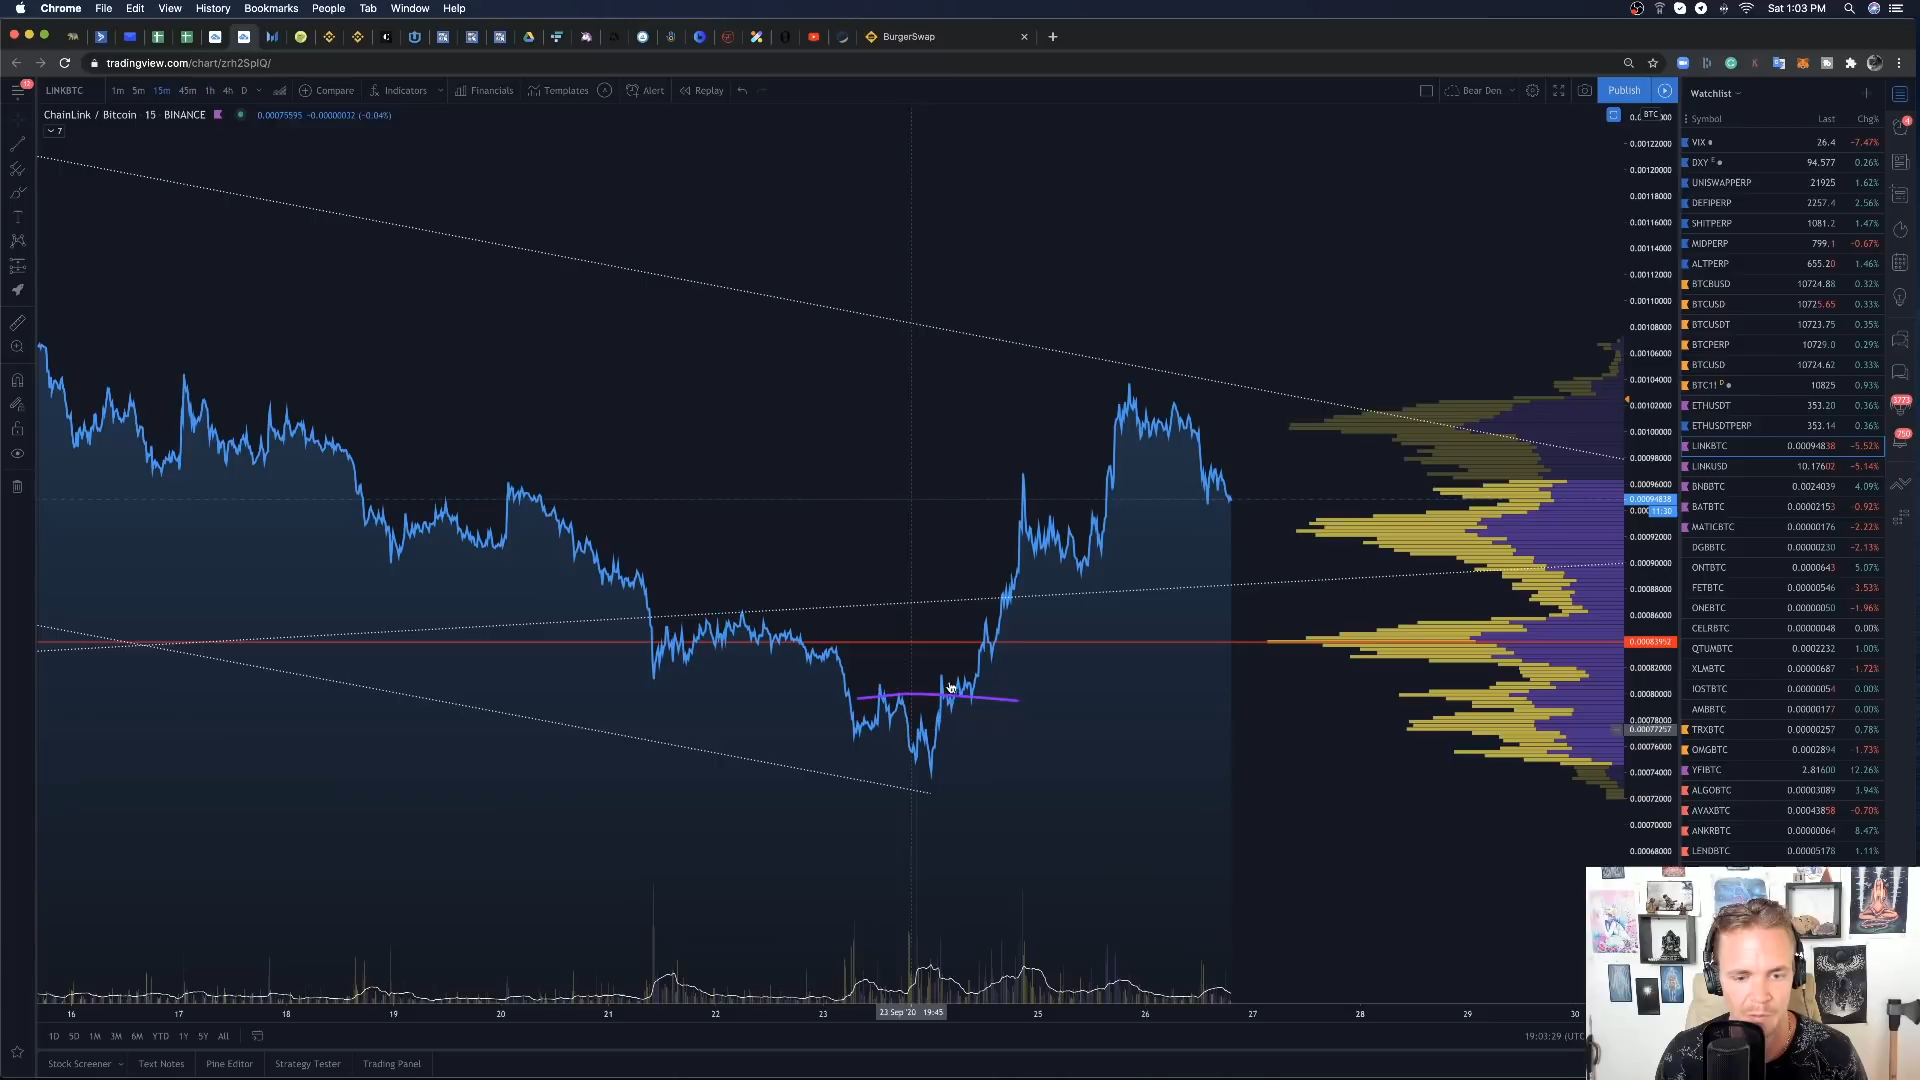 Chrome File Edit View History Bookmarks People Tab Window Help
Sat 1:03 PM
BurgerSwap
tradingview.com/chart/zrh2SpIQ/
LINKBTC 1m 5m 15m 45m 1h 4h D Compare Indicators Financials Templates Alert Replay
Bear Den Publish
ChainLink / Bitcoin · 15 · BINANCE 0.00075595 -0.00000032 (-0.04%)
7
BTC
0.00122000
0.00120000
0.00118000
0.00116000
0.00114000
0.00112000
0.00110000
0.00108000
0.00106000
0.00104000
0.00102000
0.00100000
0.00098000
0.00096000
0.00094838
11:30
0.00092000
0.00090000
0.00088000
0.00086000
0.00083952
0.00082000
0.00080000
0.00078000
0.00077257
0.00076000
0.00074000
0.00072000
0.00070000
0.00068000
16 17 18 19 20 21 22 23 23 Sep '20 19:45 25 26 27 28 29 30
1D 5D 1M 3M 6M YTD 1Y 5Y All
19:03:29 (UTC
Stock Screener Text Notes Pine Editor Strategy Tester Trading Panel
Watchlist
Symbol Last Chg%
VIX 26.4 -7.47%
DXY E 94.577 0.26%
UNISWAPPERP 21925 1.62%
DEFIPERP 2257.4 2.56%
SHITPERP 1081.2 1.47%
MIDPERP 799.1 -0.67%
ALTPERP 655.20 1.46%
BTCBUSD 10724.88 0.32%
BTCUSD 10725.65 0.33%
BTCUSDT 10723.75 0.35%
BTCPERP 10729.0 0.29%
BTCUSD 10724.62 0.33%
BTC1! D 10825 0.93%
ETHUSDT 353.20 0.36%
ETHUSDTPERP 353.14 0.36%
LINKBTC 0.00094838 -5.52%
LINKUSD 10.17602 -5.14%
BNBBTC 0.0024039 4.09%
BATBTC 0.00002153 -0.92%
MATICBTC 0.00000176 -2.22%
DGBBTC 0.00000230 -2.13%
ONTBTC 0.0000643 5.07%
FETBTC 0.00000546 -3.53%
ONEBTC 0.00000050 -1.96%
CELRBTC 0.00000048 0.00%
QTUMBTC 0.0002232 1.00%
XLMBTC 0.00000687 -1.72%
IOSTBTC 0.00000054 0.00%
AMBBTC 0.00000177 0.00%
TRXBTC 0.00000257 0.78%
OMGBTC 0.0002894 -1.73%
YFIBTC 2.81600 12.26%
ALGOBTC 0.00003089 3.94%
AVAXBTC 0.00043858 -0.70%
ANKRBTC 0.00000064 8.47%
LENDBTC 0.00005178 1.11%
12
4
3773
750